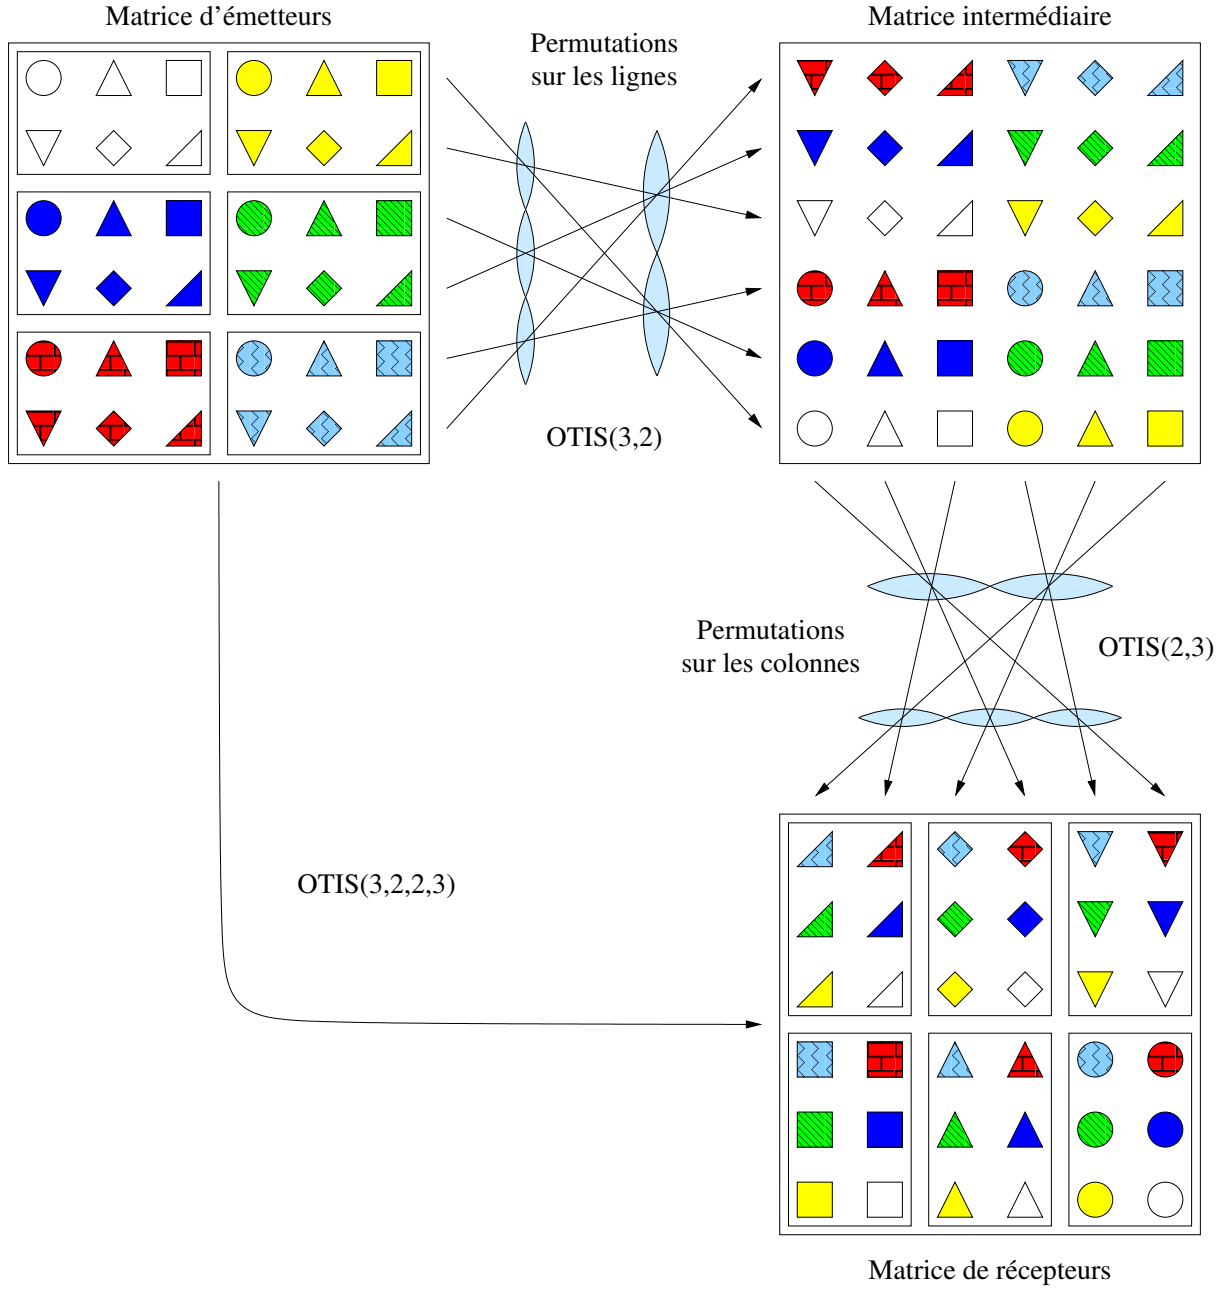 Matrice d'émetteurs
Matrice intermédiaire
Permutations
sur les lignes
OTIS(3,2)
Permutations
sur les colonnes
OTIS(2,3)
OTIS(3,2,2,3)
Matrice de récepteurs